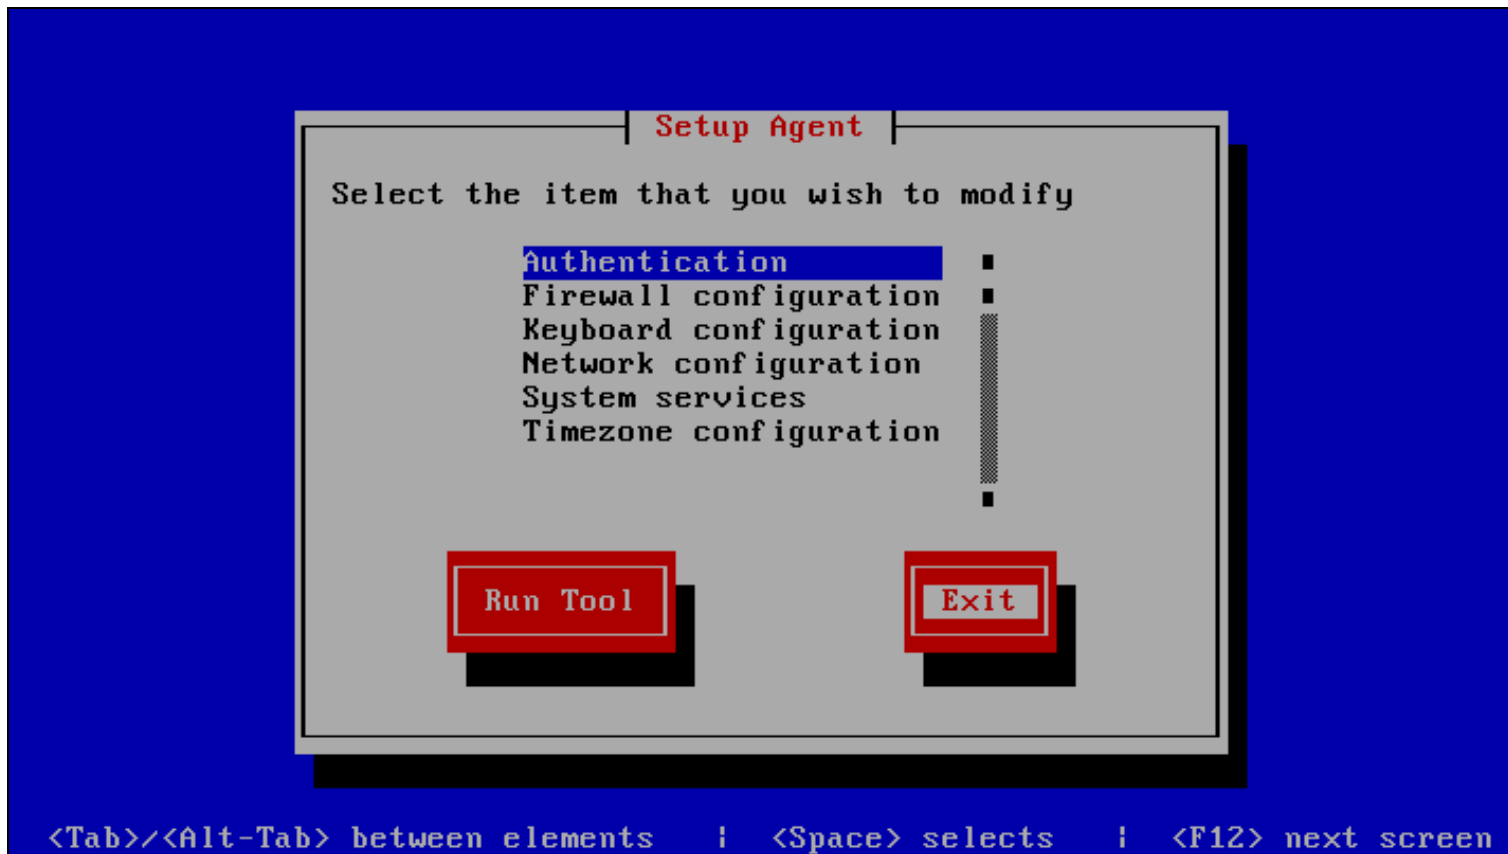 Setup Agent
Select the item that you wish to modify
Authentication
Firewall configuration
Keyboard configuration
Network configuration
System services
Timezone configuration
Run Tool
Exit
<Tab>/<Alt-Tab> between elements | <Space> selects | <F12> next screen